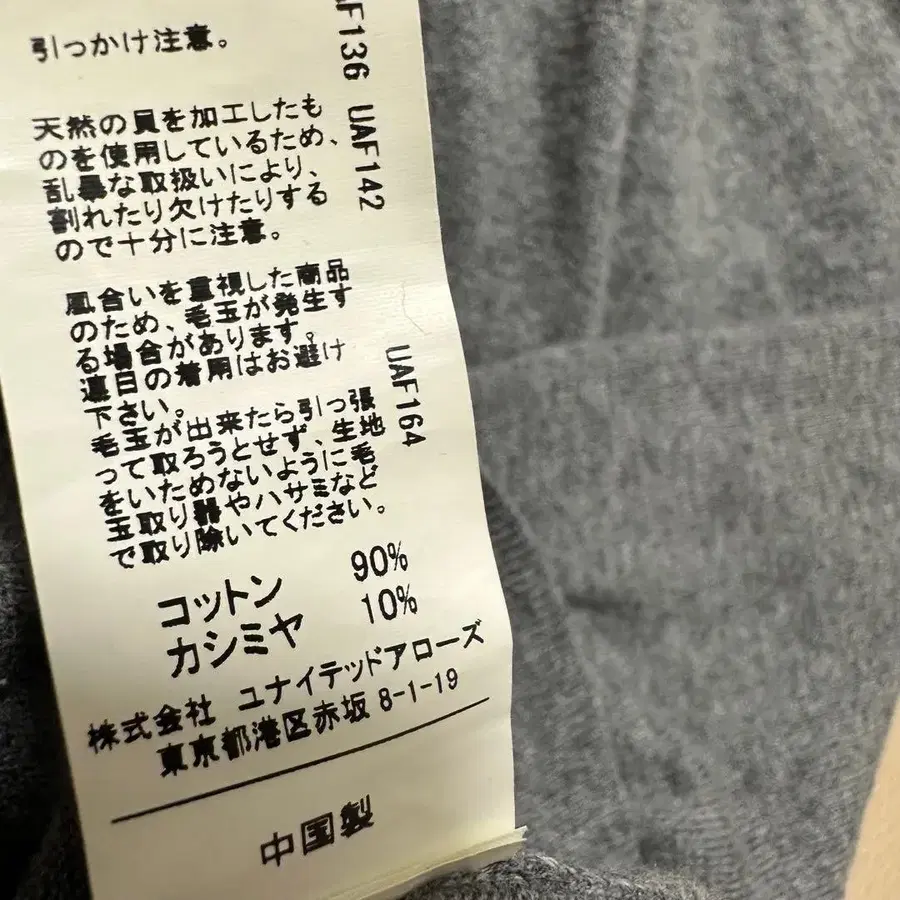 引っかけ注意。
AF136 UAF142
天然の貝を加工したも
のを使用しているため、
乱暴な取扱いにより、
割れたり欠けたりする
ので十分に注意。
風合いを重視した商品
のため、毛玉が発生す
る場合があります。
連日の着用はお避け
下さい。
UAF164
毛玉が出来たら引っ張
って取ろうとせず、生地
をいためないように毛
玉取り器やハサミなど
で取り除いてください。
コットン 90%
カシミヤ 10%
株式会社 ユナイテッドアローズ
東京都港区赤坂 8-1-19
中国製